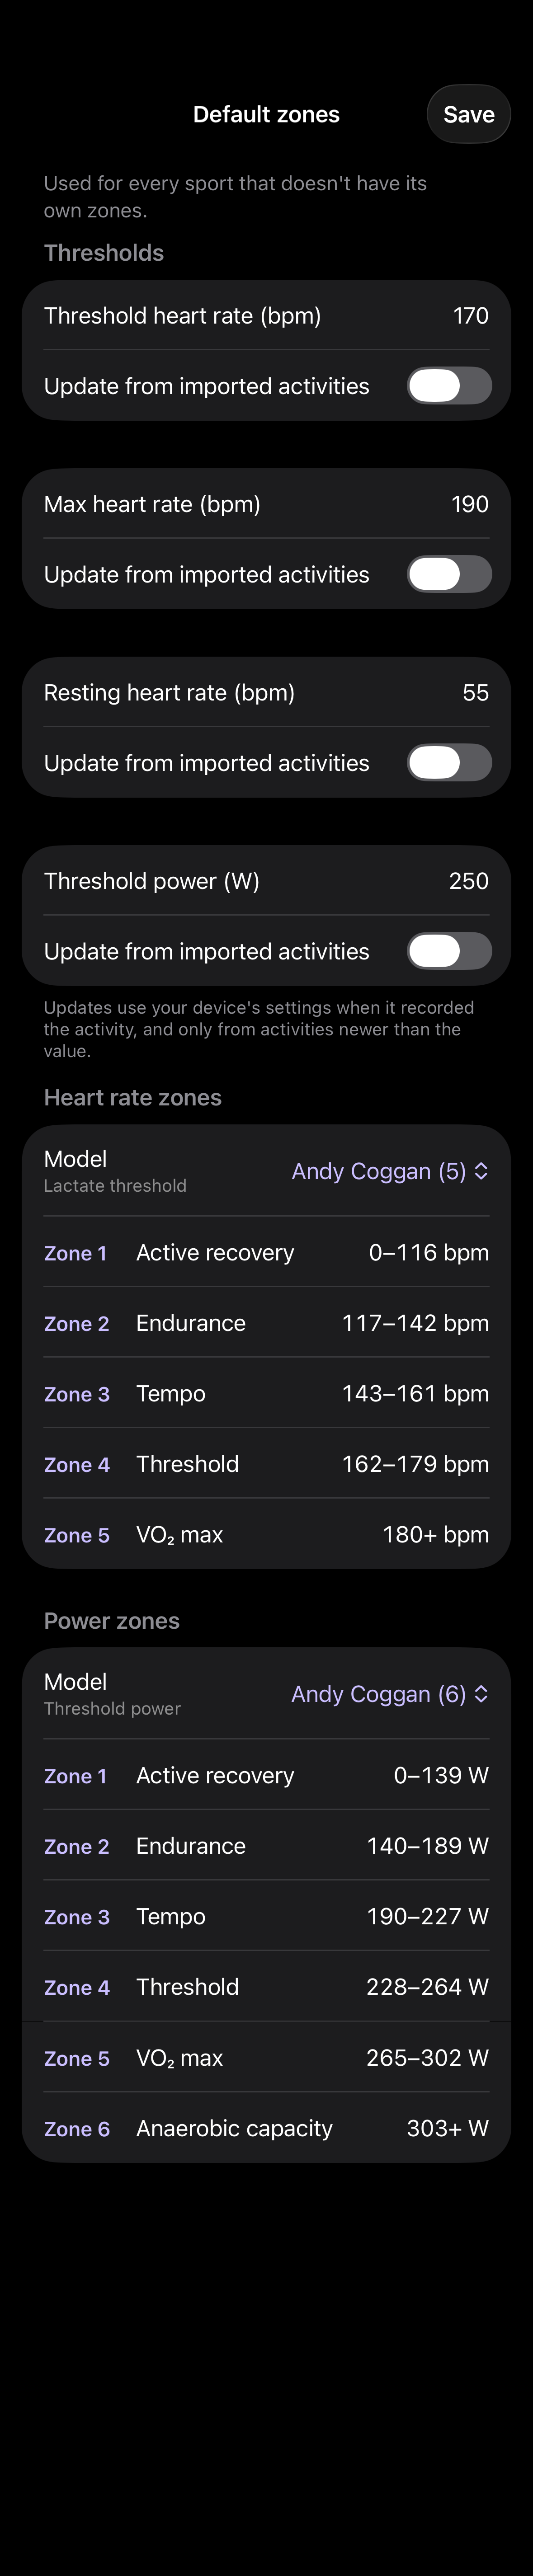 Default zones
Save
Used for every sport that doesn't have its
own zones.
Thresholds
Threshold heart rate (bpm) 170
Update from imported activities
Max heart rate (bpm) 190
Update from imported activities
Resting heart rate (bpm) 55
Update from imported activities
Threshold power (W) 250
Update from imported activities
Updates use your device's settings when it recorded
the activity, and only from activities newer than the
value.
Heart rate zones
Model
Lactate threshold
Andy Coggan (5)
Zone 1 Active recovery 0–116 bpm
Zone 2 Endurance 117–142 bpm
Zone 3 Tempo 143–161 bpm
Zone 4 Threshold 162–179 bpm
Zone 5 VO₂ max 180+ bpm
Power zones
Model
Threshold power
Andy Coggan (6)
Zone 1 Active recovery 0–139 W
Zone 2 Endurance 140–189 W
Zone 3 Tempo 190–227 W
Zone 4 Threshold 228–264 W
Zone 5 VO₂ max 265–302 W
Zone 6 Anaerobic capacity 303+ W